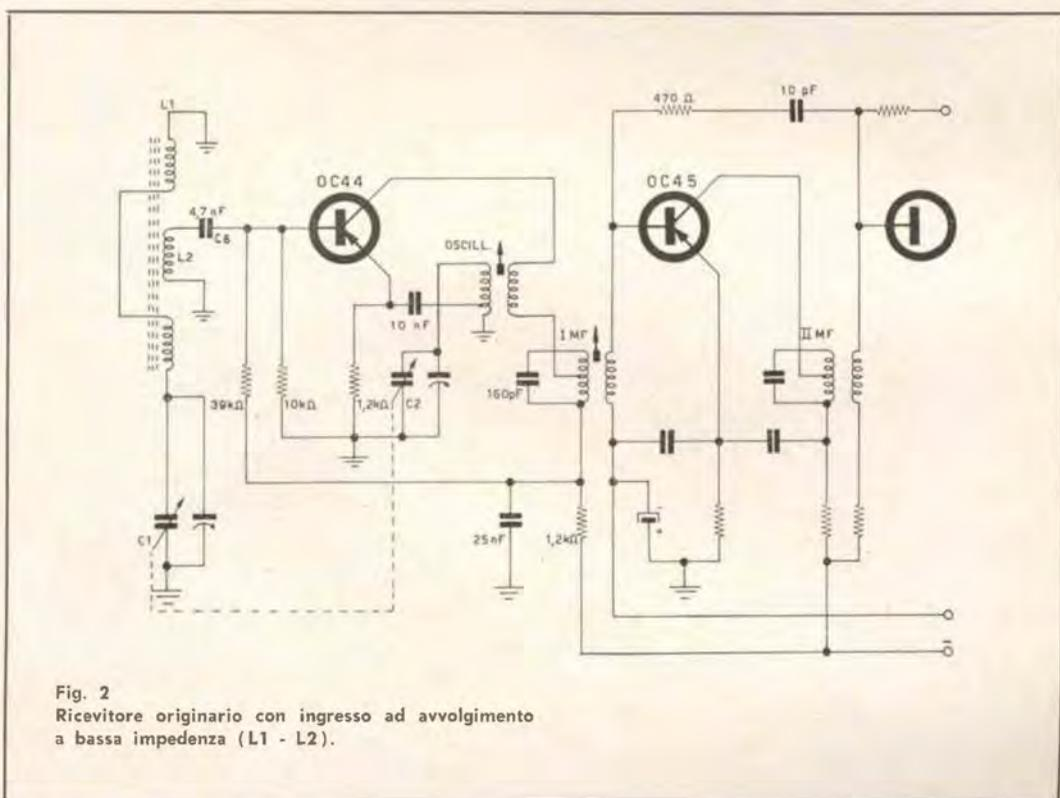 L1
470 Ω
10 pF
OC44
OC45
4,7 nF
C6
L2
OSCILL.
10 nF
I MF
II MF
160pF
39kΩ
10kΩ
1,2kΩ
C2
C1
25nF
1,2kΩ
-
+
-
Fig. 2
Ricevitore originario con ingresso ad avvolgimento
a bassa impedenza (L1 - L2).